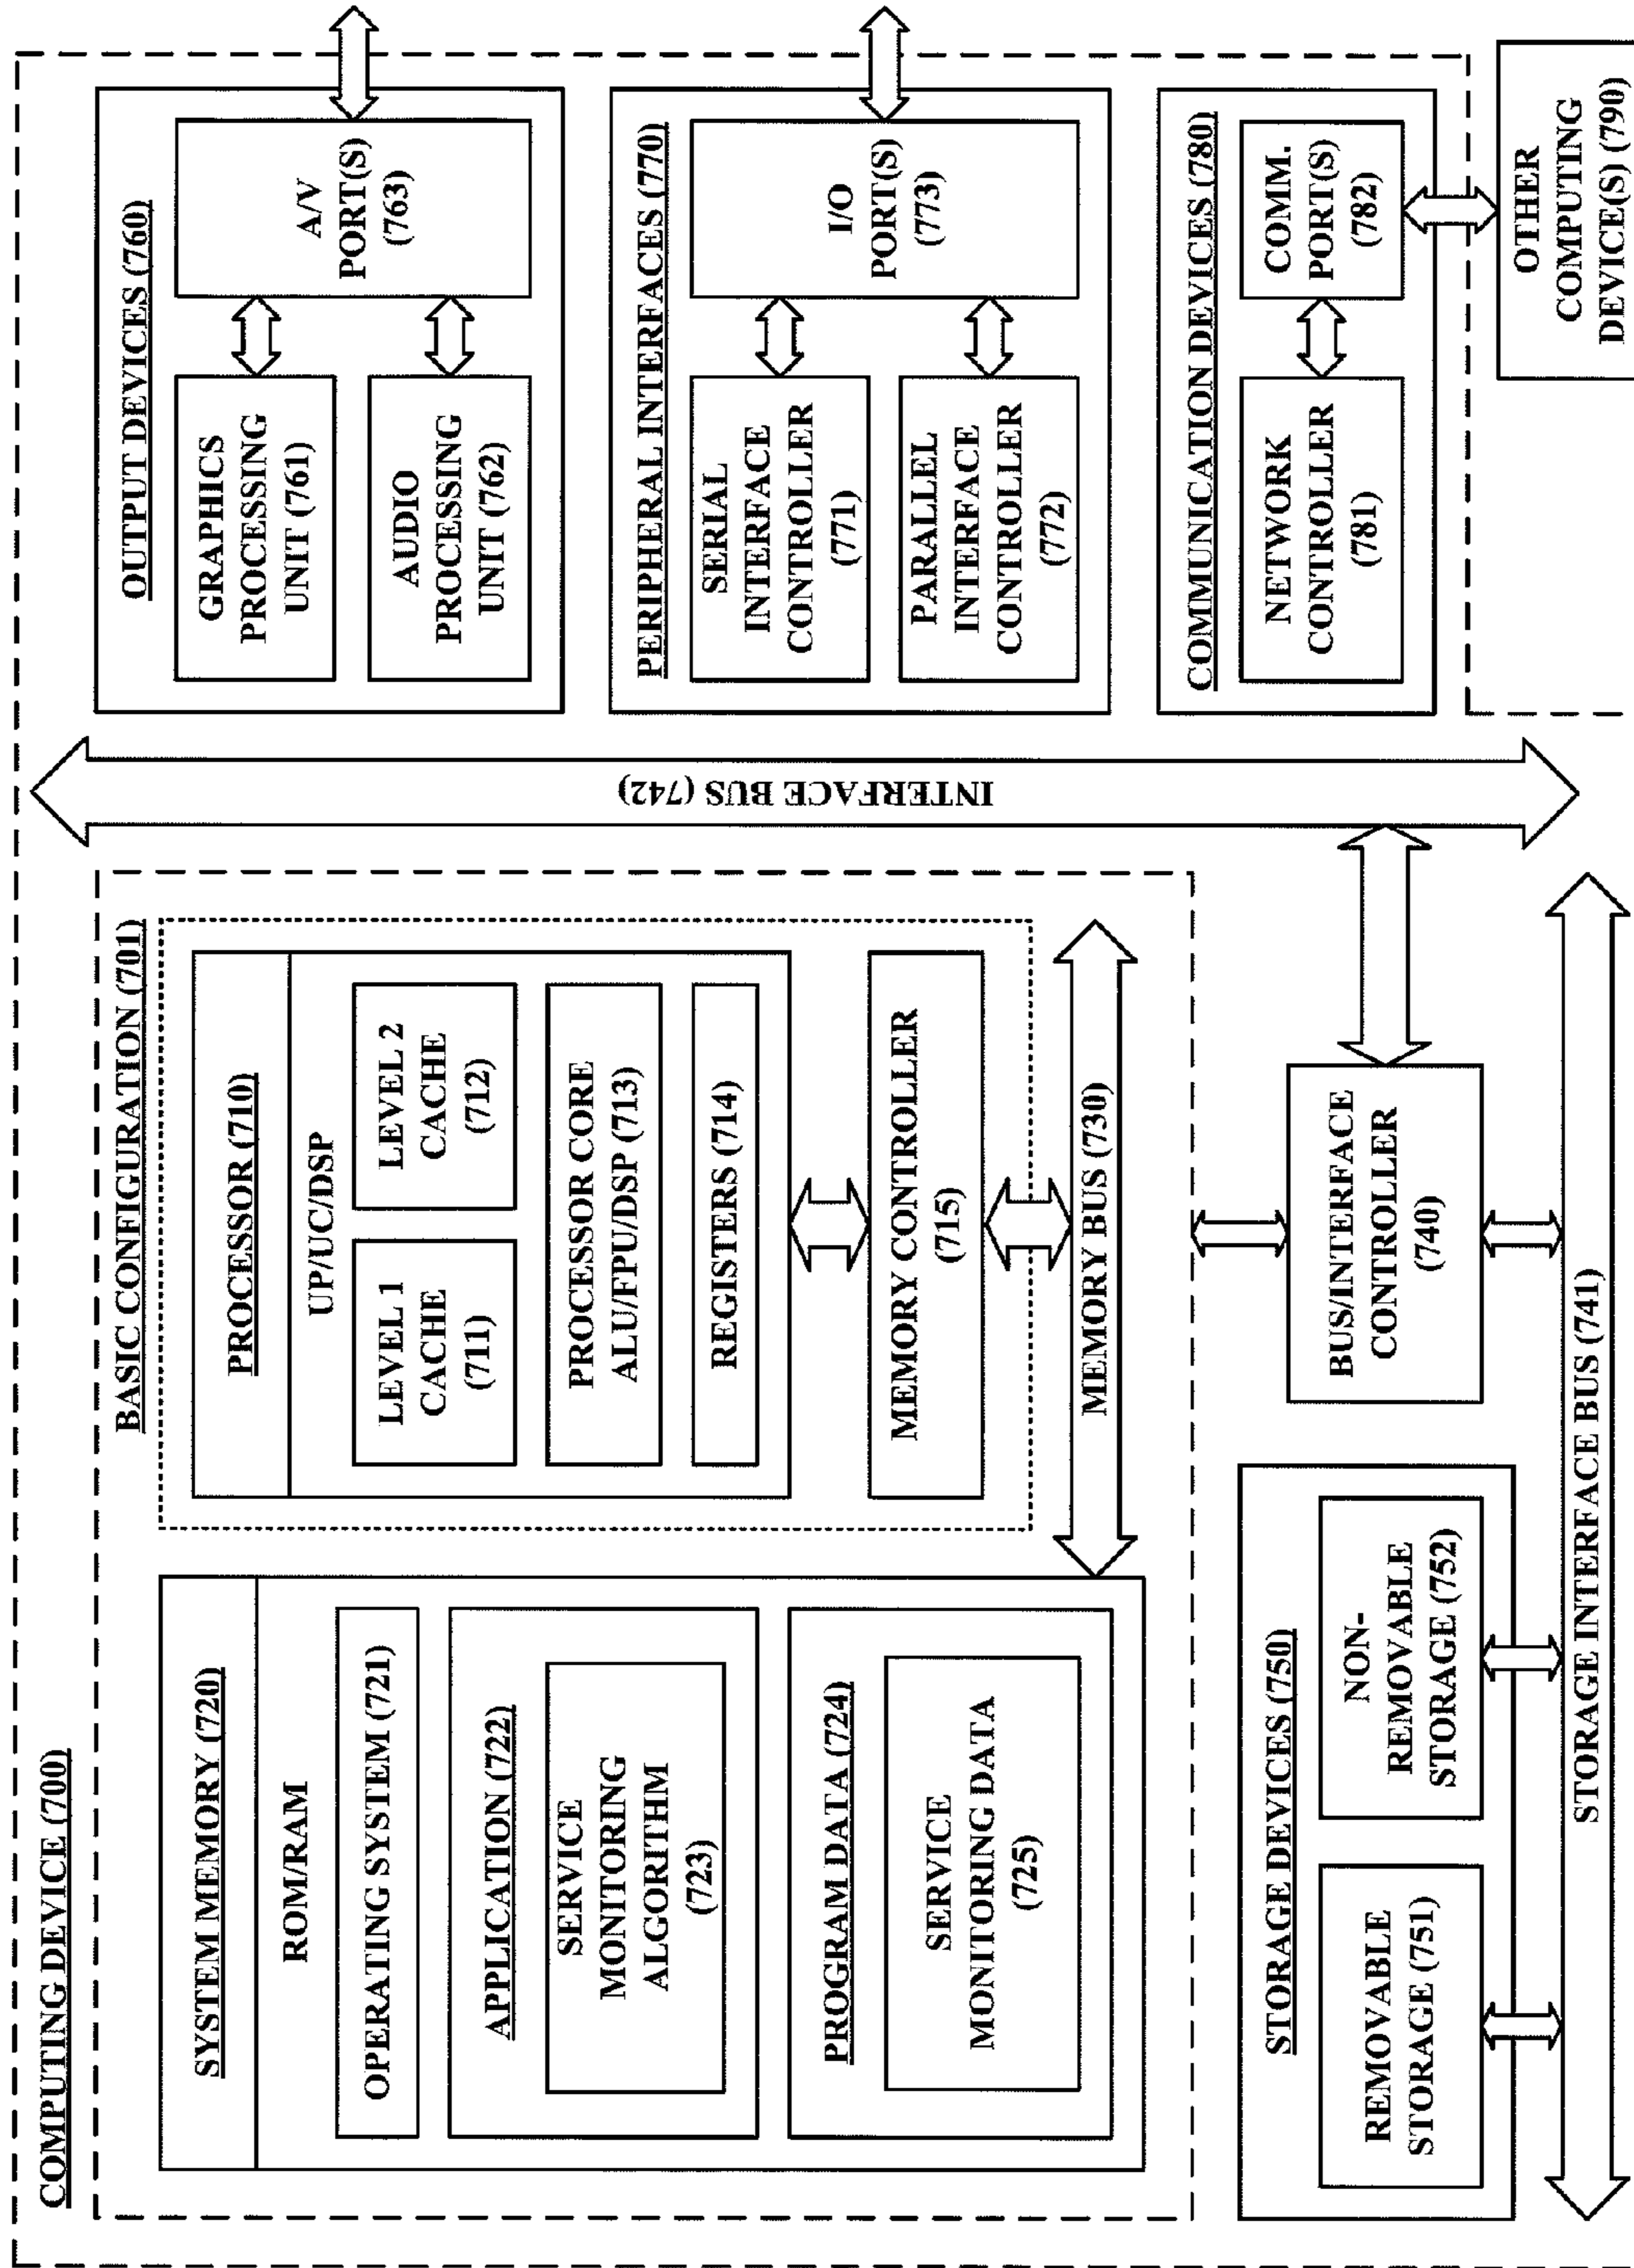 COMPUTING DEVICE (700)
BASIC CONFIGURATION (701)
SYSTEM MEMORY (720)
ROM/RAM
OPERATING SYSTEM (721)
APPLICATION (722)
SERVICE
MONITORING
ALGORITHM
(723)
PROGRAM DATA (724)
SERVICE
MONITORING DATA
(725)
PROCESSOR (710)
UP/UC/DSP
LEVEL 1
CACHE
(711)
LEVEL 2
CACHE
(712)
PROCESSOR CORE
ALU/FPU/DSP (713)
REGISTERS (714)
MEMORY CONTROLLER
(715)
MEMORY BUS (730)
BUS/INTERFACE
CONTROLLER
(740)
STORAGE DEVICES (750)
REMOVABLE
STORAGE (751)
NON-
REMOVABLE
STORAGE (752)
STORAGE INTERFACE BUS (741)
INTERFACE BUS (742)
OUTPUT DEVICES (760)
GRAPHICS
PROCESSING
UNIT (761)
AUDIO
PROCESSING
UNIT (762)
A/V
PORT(S)
(763)
PERIPHERAL INTERFACES (770)
SERIAL
INTERFACE
CONTROLLER
(771)
PARALLEL
INTERFACE
CONTROLLER
(772)
I/O
PORT(S)
(773)
COMMUNICATION DEVICES (780)
NETWORK
CONTROLLER
(781)
COMM.
PORT(S)
(782)
OTHER
COMPUTING
DEVICE(S) (790)